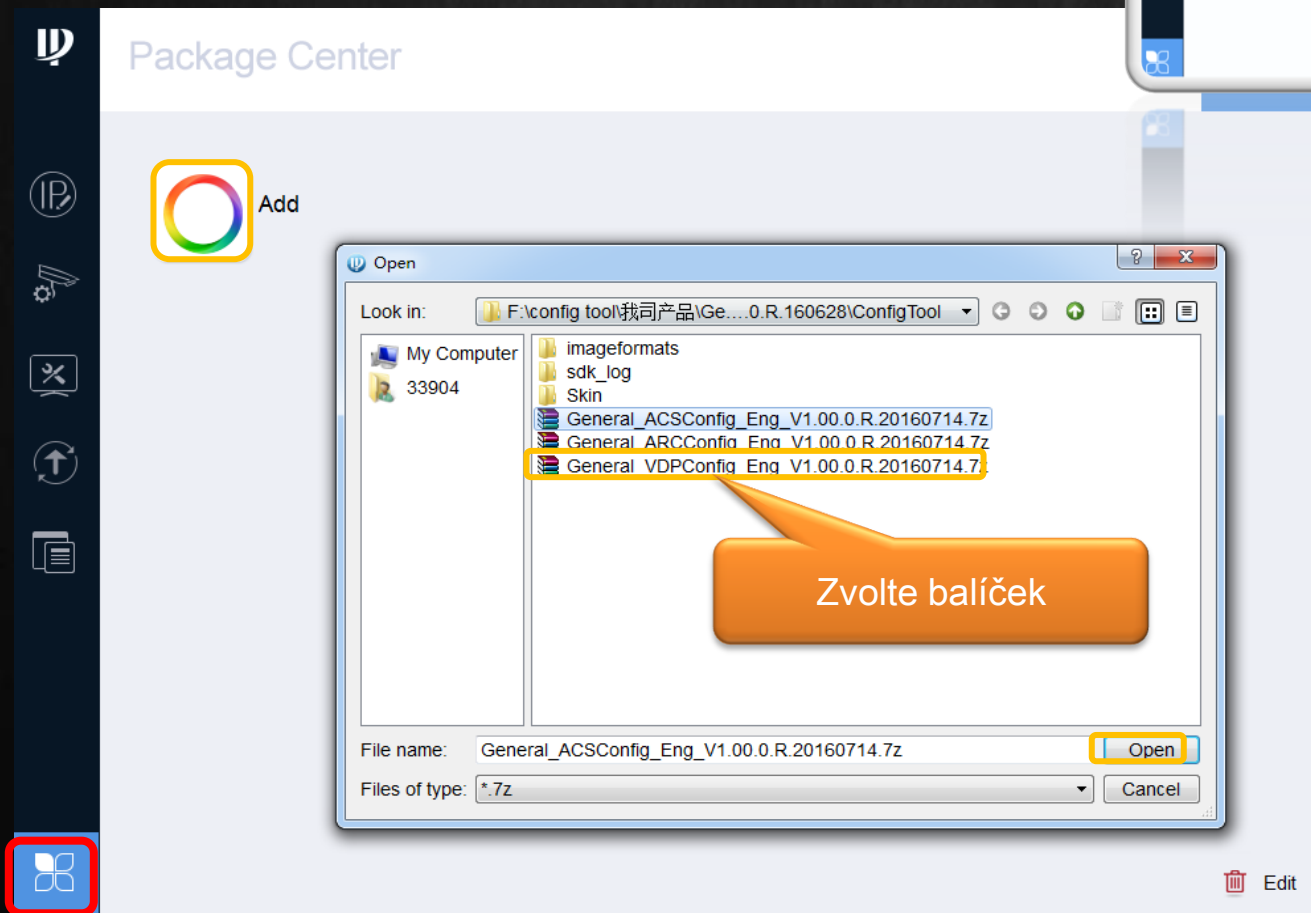 Package Center
Add
Open
Look in: F:\config tool\我司产品\Ge....0.R.160628\ConfigTool
My Computer
33904
imageformats
sdk_log
Skin
General_ACSConfig_Eng_V1.00.0.R.20160714.7z
General_ARCConfig_Eng_V1.00.0.R.20160714.7z
General_VDPConfig_Eng_V1.00.0.R.20160714.7z
Zvolte balíček
File name: General_ACSConfig_Eng_V1.00.0.R.20160714.7z Open
Files of type: *.7z Cancel
Edit